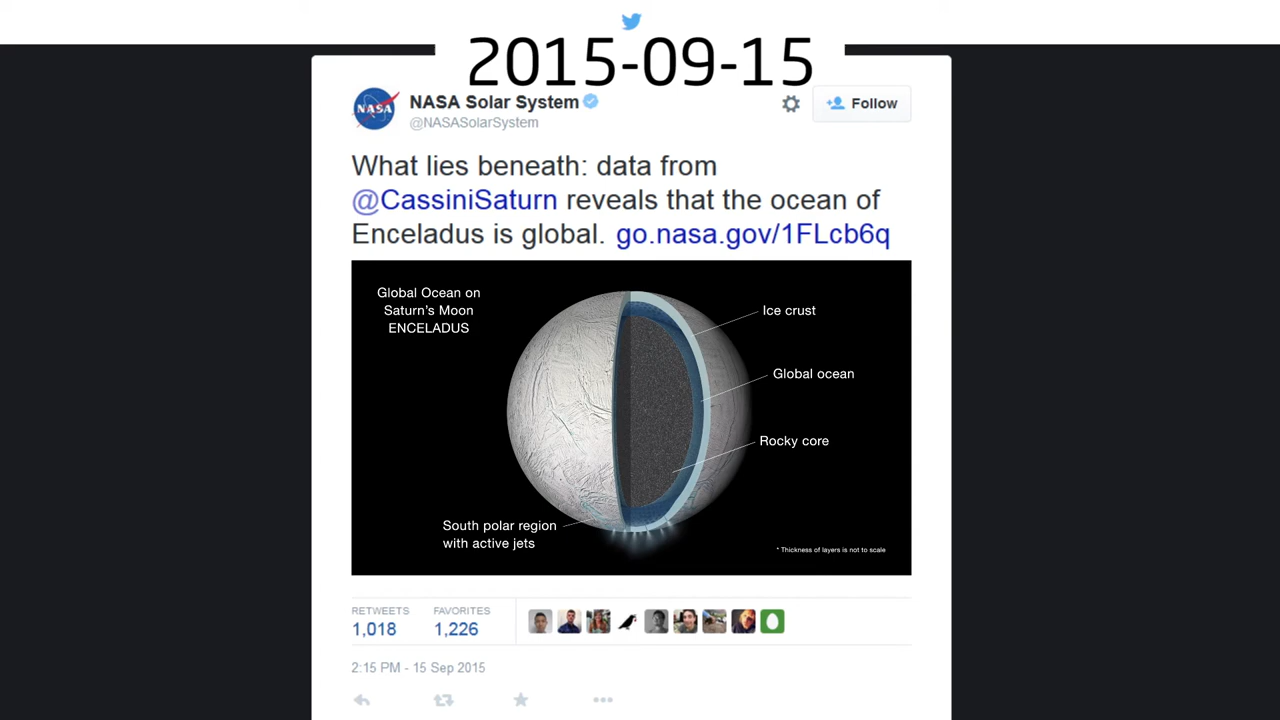 2015-09-15
NASA
NASA Solar System
@NASASolarSystem
Follow
What lies beneath: data from
@CassiniSaturn reveals that the ocean of
Enceladus is global. go.nasa.gov/1FLcb6q
Global Ocean on
Saturn's Moon
ENCELADUS
Ice crust
Global ocean
Rocky core
South polar region
with active jets
* Thickness of layers is not to scale
RETWEETS
1,018
FAVORITES
1,226
2:15 PM - 15 Sep 2015